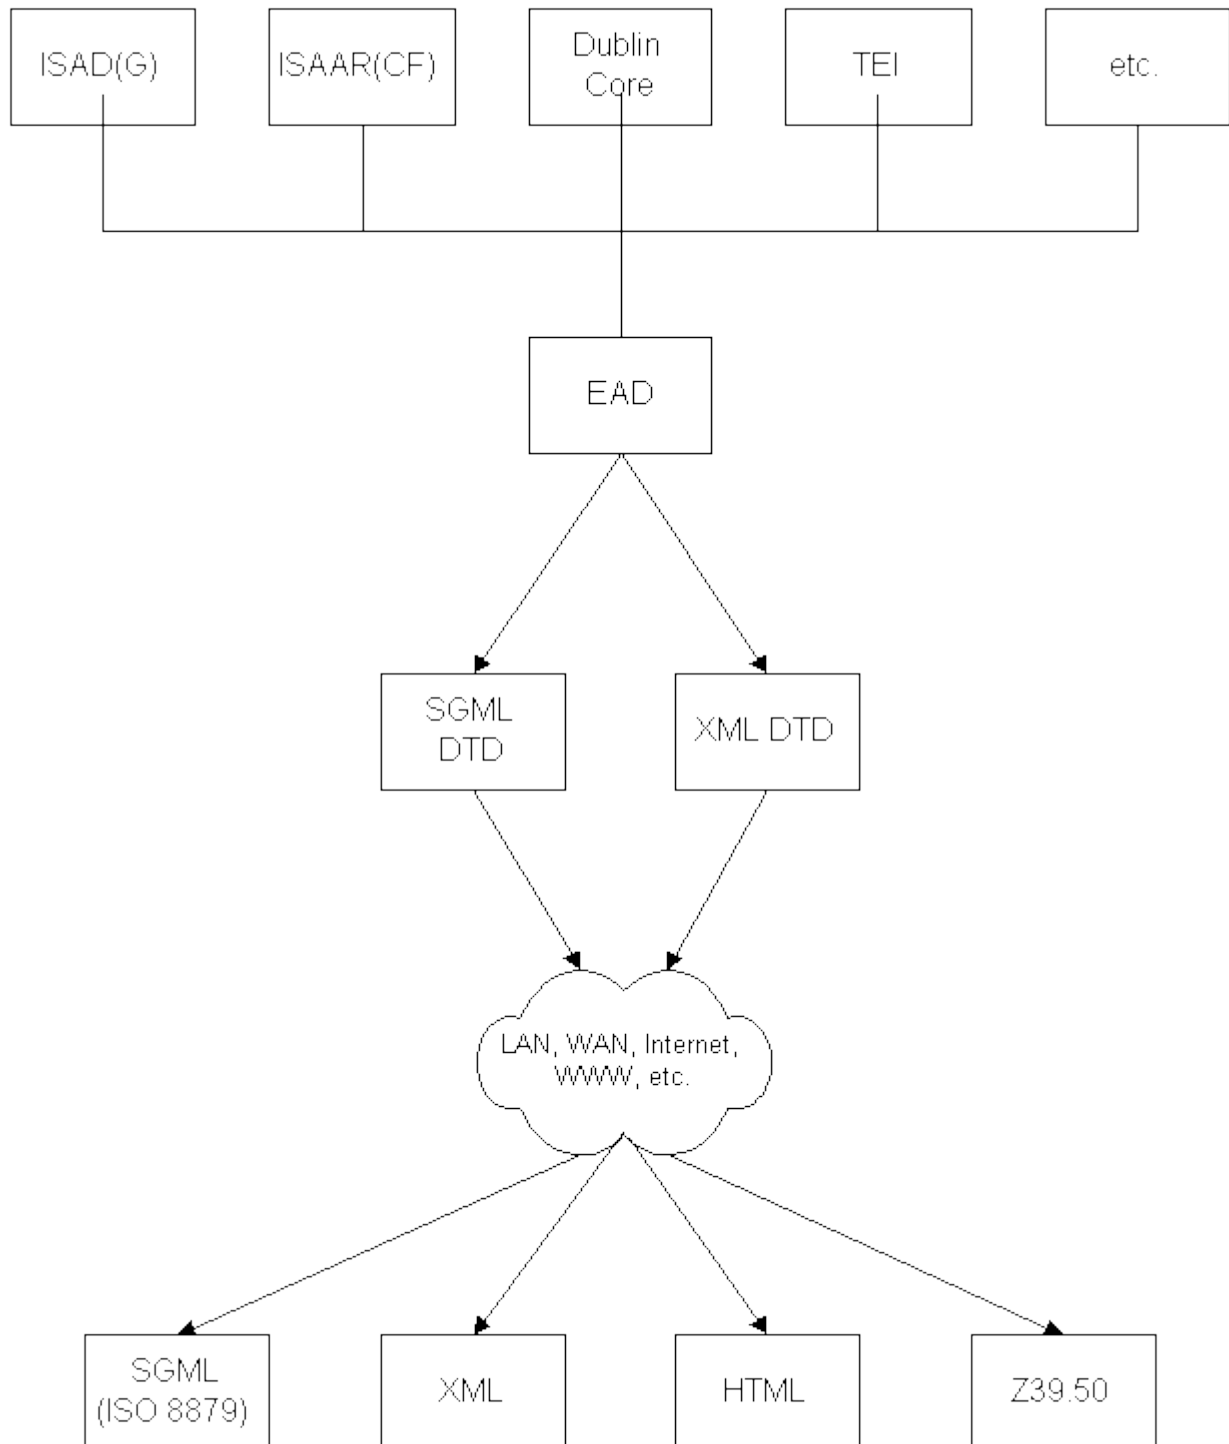 ISAD(G)
ISAAR(CF)
Dublin
Core
TEI
etc.
EAD
SGML
DTD
XML DTD
LAN, WAN, Internet,
WWW, etc.
SGML
(ISO 8879)
XML
HTML
Z39.50